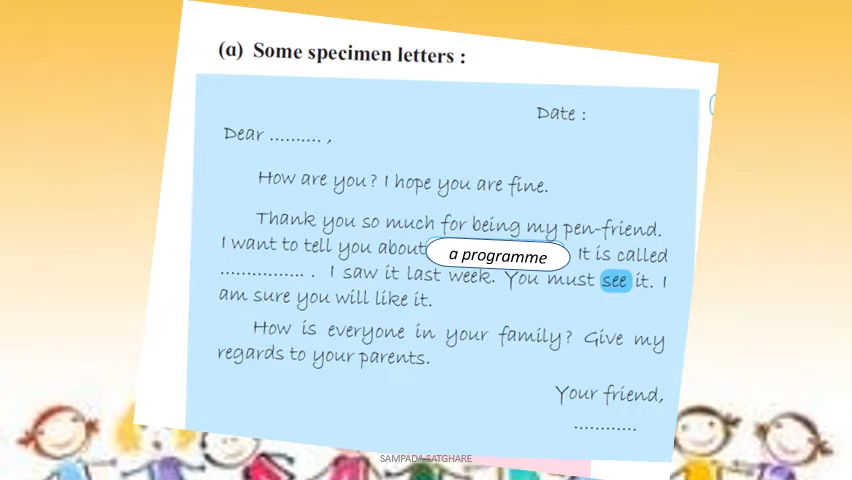 (a) Some specimen letters :
Date :
Dear .......... ,
How are you? I hope you are fine.
Thank you so much for being my pen-friend.
I want to tell you about a programme It is called
................ . I saw it last week. You must see it. I
am sure you will like it.
How is everyone in your family? Give my
regards to your parents.
Your friend,
............
SAMPADA SATGHARE